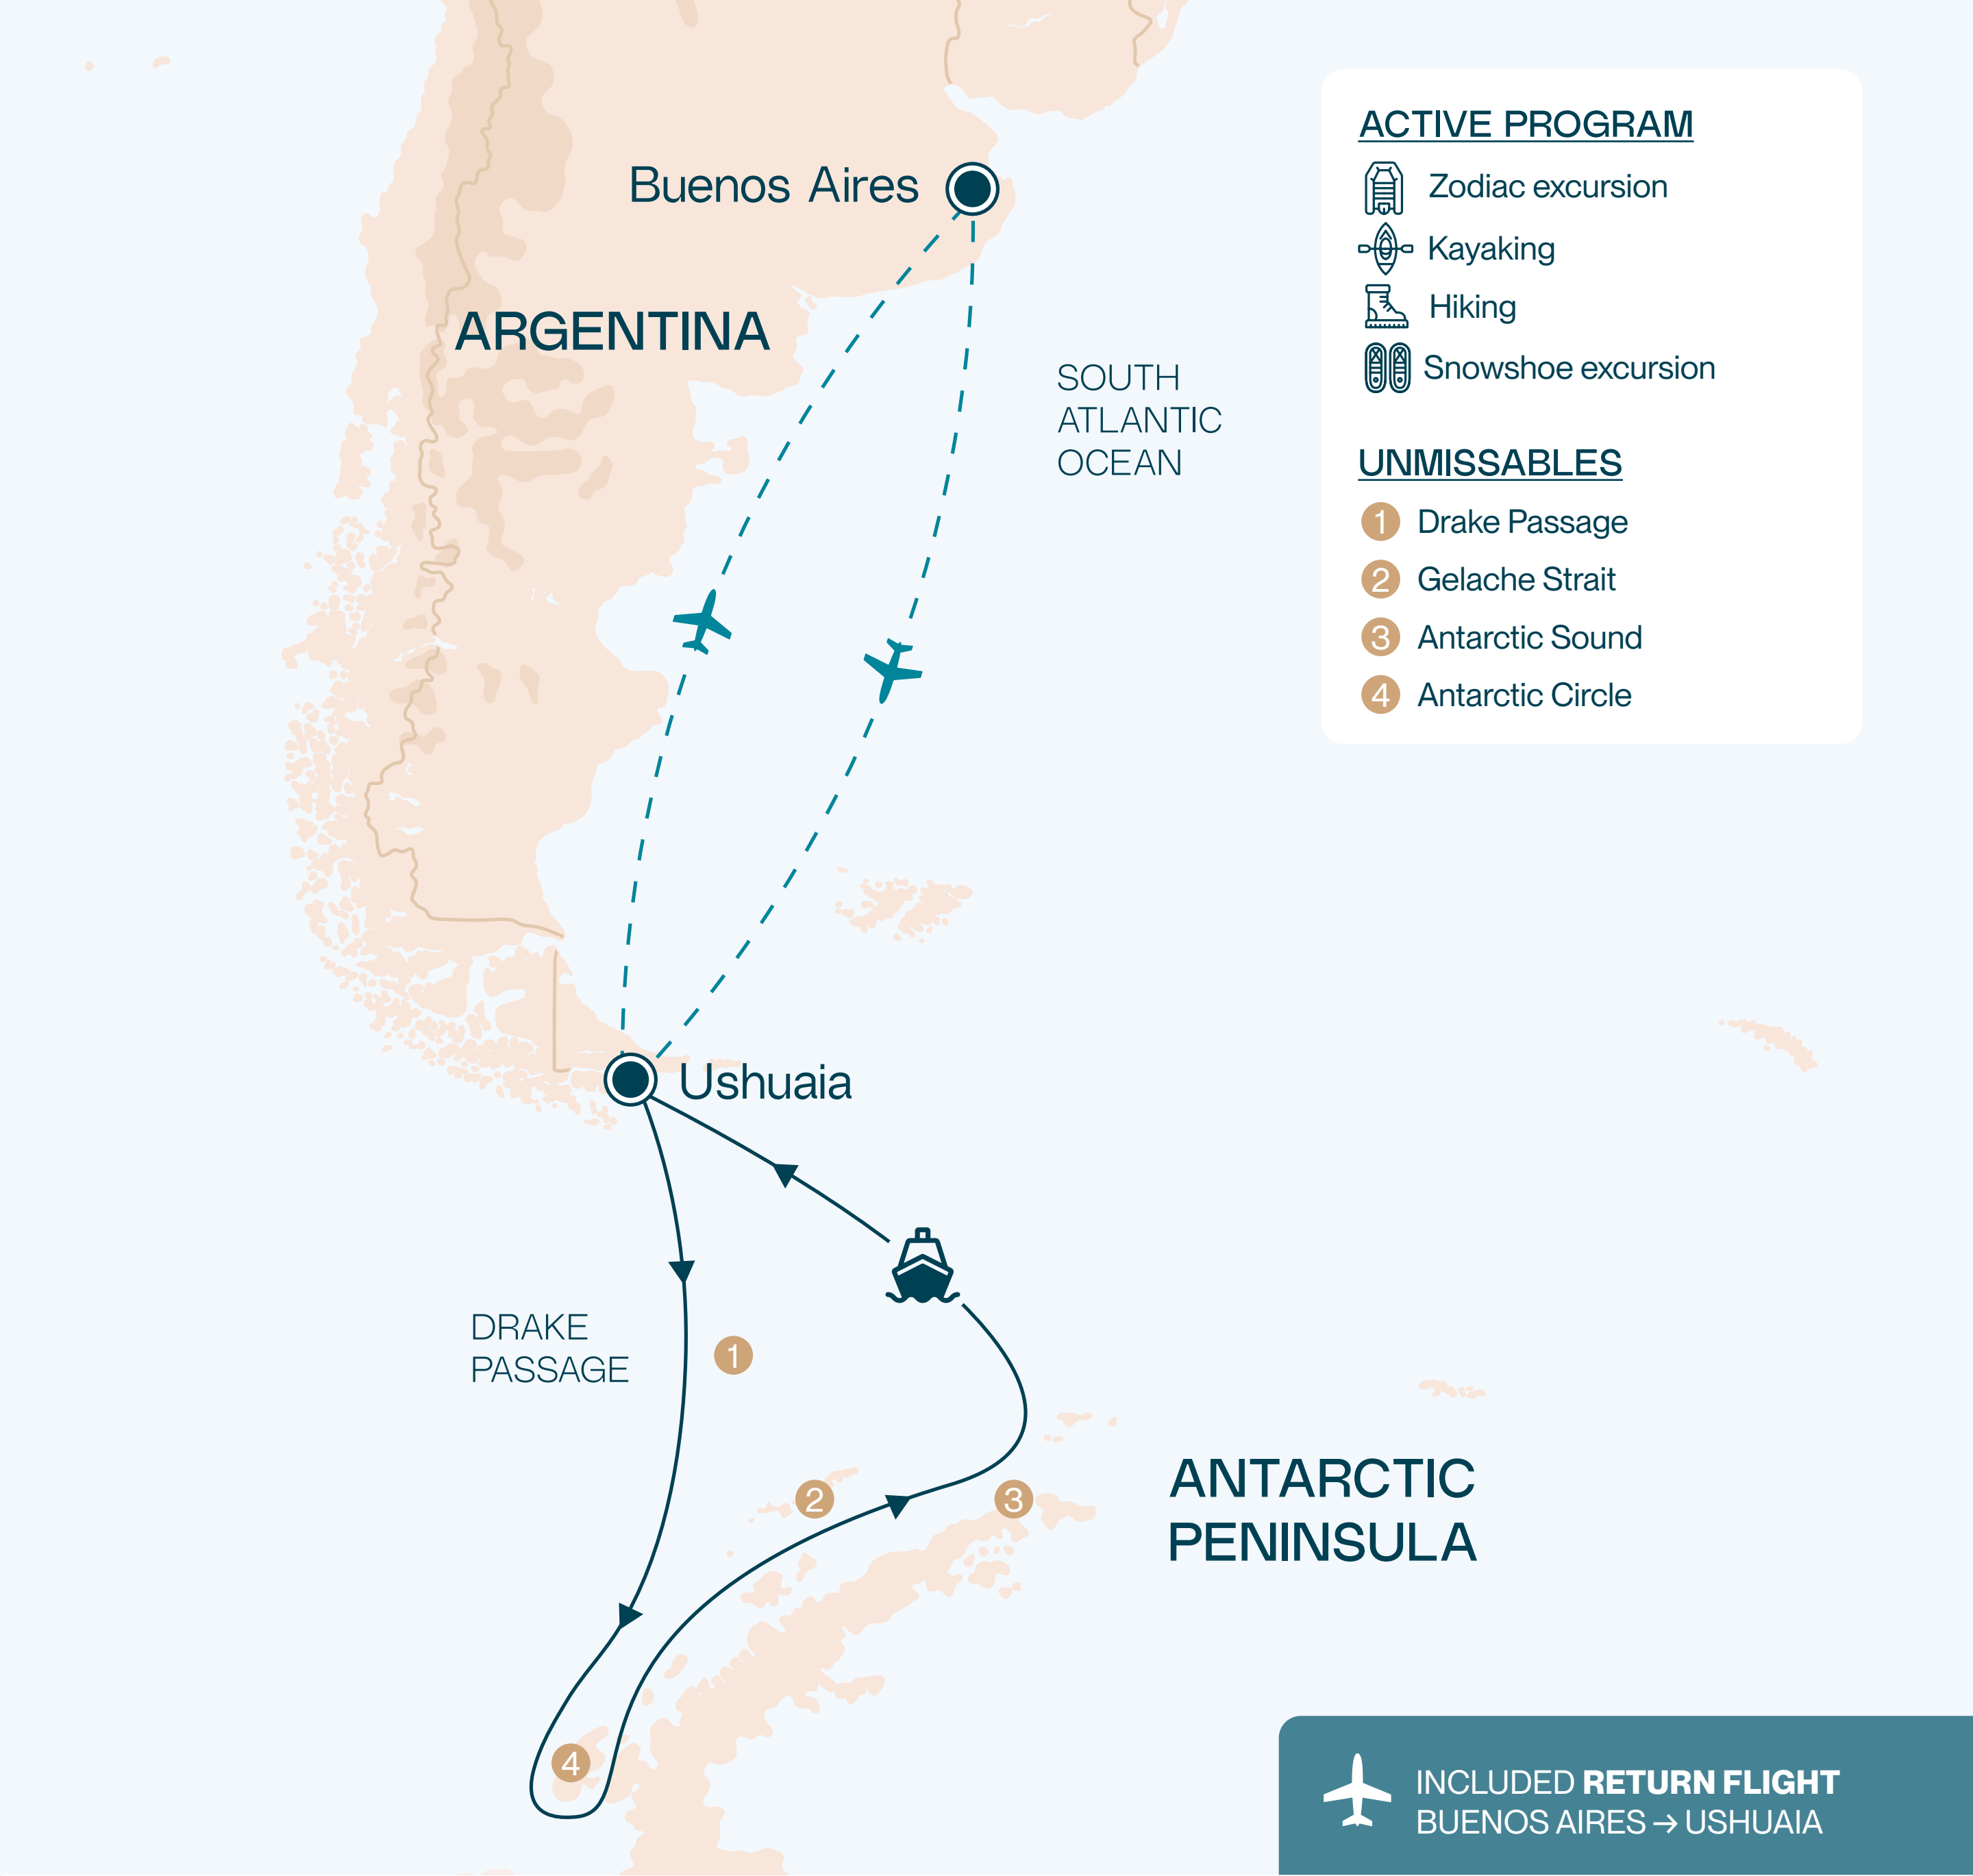 Buenos Aires
ARGENTINA
SOUTH
ATLANTIC
OCEAN
ACTIVE PROGRAM
Zodiac excursion
Kayaking
Hiking
Snowshoe excursion
UNMISSABLES
1 Drake Passage
2 Gelache Strait
3 Antarctic Sound
4 Antarctic Circle
Ushuaia
DRAKE
PASSAGE
1
2
3
ANTARCTIC
PENINSULA
4
INCLUDED RETURN FLIGHT
BUENOS AIRES → USHUAIA